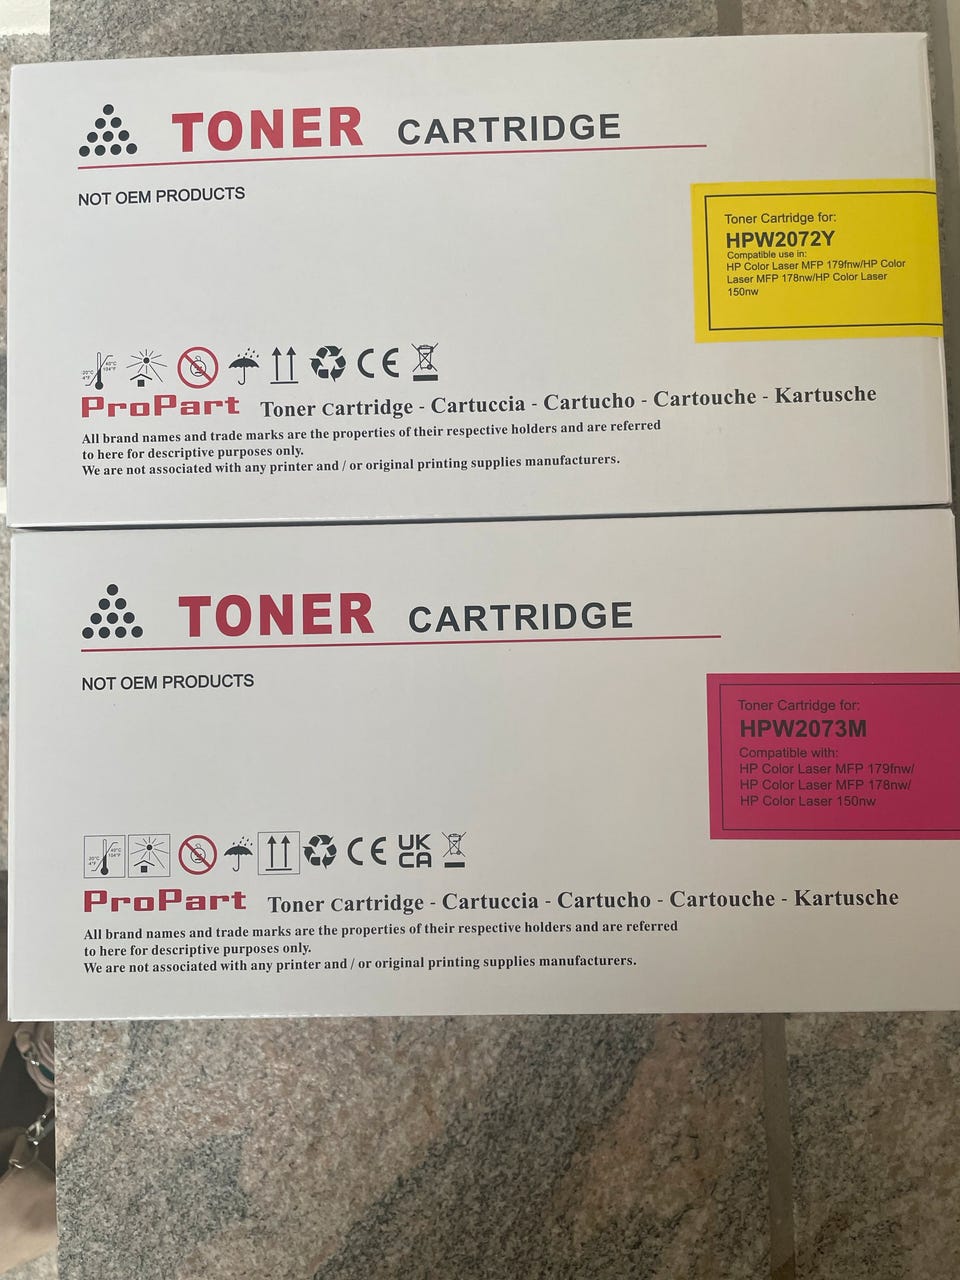 TONER CARTRIDGE
NOT OEM PRODUCTS
Toner Cartridge for:
HPW2072Y
Compatible use in:
HP Color Laser MFP 179fnw/HP Color
Laser MFP 178nw/HP Color Laser
150nw
CE
ProPart Toner Cartridge - Cartuccia - Cartucho - Cartouche - Kartusche
All brand names and trade marks are the properties of their respective holders and are referred
to here for descriptive purposes only.
We are not associated with any printer and / or original printing supplies manufacturers.
TONER CARTRIDGE
NOT OEM PRODUCTS
Toner Cartridge for:
HPW2073M
Compatible with:
HP Color Laser MFP 179fnw/
HP Color Laser MFP 178nw/
HP Color Laser 150nw
CE UK
CA
ProPart Toner Cartridge - Cartuccia - Cartucho - Cartouche - Kartusche
All brand names and trade marks are the properties of their respective holders and are referred
to here for descriptive purposes only.
We are not associated with any printer and / or original printing supplies manufacturers.